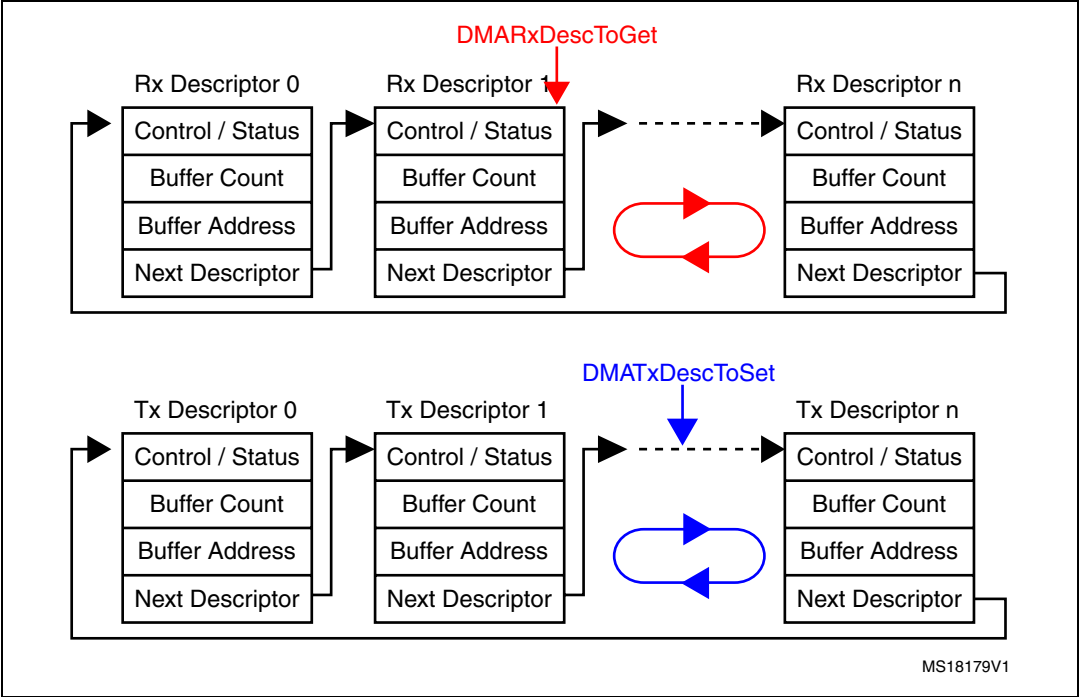 DMARxDescToGet
Rx Descriptor 0
Rx Descriptor 1
Rx Descriptor n
Control / Status
Control / Status
Control / Status
Buffer Count
Buffer Count
Buffer Count
Buffer Address
Buffer Address
Buffer Address
Next Descriptor
Next Descriptor
Next Descriptor
DMATxDescToSet
Tx Descriptor 0
Tx Descriptor 1
Tx Descriptor n
Control / Status
Control / Status
Control / Status
Buffer Count
Buffer Count
Buffer Count
Buffer Address
Buffer Address
Buffer Address
Next Descriptor
Next Descriptor
Next Descriptor
MS18179V1